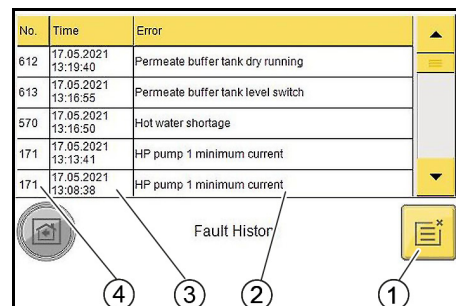 No. Time Error
612 17.05.2021 13:19:40 Permeate buffer tank dry running
613 17.05.2021 13:16:55 Permeate buffer tank level switch
570 17.05.2021 13:16:50 Hot water shortage
171 17.05.2021 13:13:41 HP pump 1 minimum current
171 17.05.2021 13:08:38 HP pump 1 minimum current
Fault Histor
4 3 2 1